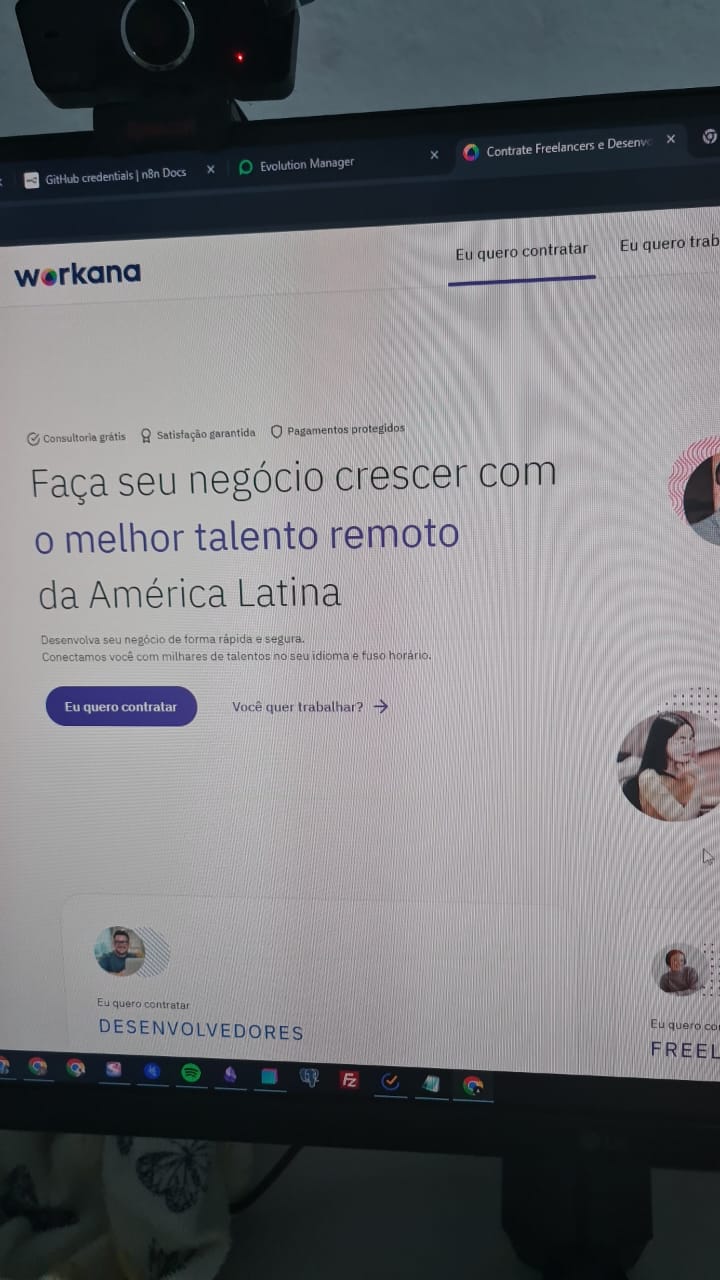 GitHub credentials | n8n Docs
Evolution Manager
Contrate Freelancers e Desenvo
workana
Eu quero contratar
Eu quero trab
Consultoria grátis
Satisfação garantida
Pagamentos protegidos
Faça seu negócio crescer com
o melhor talento remoto
da América Latina
Desenvolva seu negócio de forma rápida e segura.
Conectamos você com milhares de talentos no seu idioma e fuso horário.
Eu quero contratar
Você quer trabalhar?
Eu quero contratar
DESENVOLVEDORES
Eu quero con
FREEL
Fz